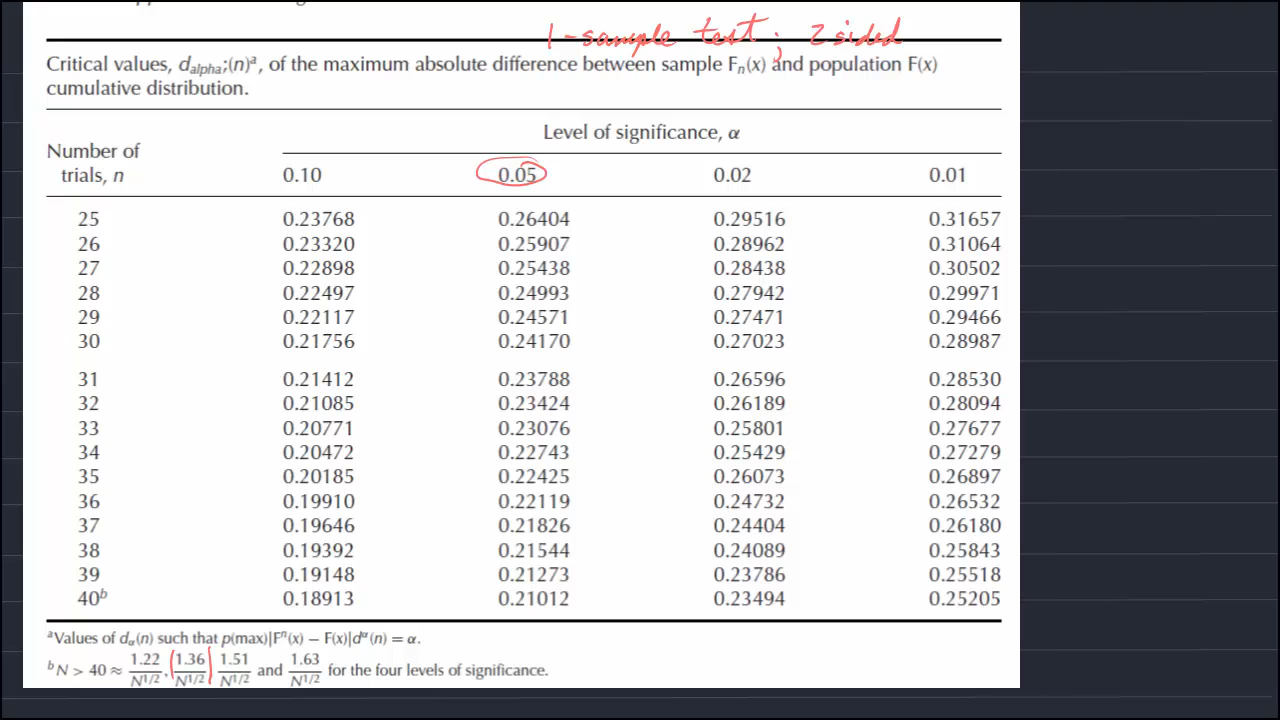 1-sample test; 2 sided
Critical values, dalpha;(n)ᵃ, of the maximum absolute difference between sample Fn(x) and population F(x)
cumulative distribution.
Level of significance, α
Number of
trials, n 0.10 0.05 0.02 0.01
25 0.23768 0.26404 0.29516 0.31657
26 0.23320 0.25907 0.28962 0.31064
27 0.22898 0.25438 0.28438 0.30502
28 0.22497 0.24993 0.27942 0.29971
29 0.22117 0.24571 0.27471 0.29466
30 0.21756 0.24170 0.27023 0.28987
31 0.21412 0.23788 0.26596 0.28530
32 0.21085 0.23424 0.26189 0.28094
33 0.20771 0.23076 0.25801 0.27677
34 0.20472 0.22743 0.25429 0.27279
35 0.20185 0.22425 0.26073 0.26897
36 0.19910 0.22119 0.24732 0.26532
37 0.19646 0.21826 0.24404 0.26180
38 0.19392 0.21544 0.24089 0.25843
39 0.19148 0.21273 0.23786 0.25518
40ᵇ 0.18913 0.21012 0.23494 0.25205
ᵃValues of dα(n) such that p(max)|Fⁿ(x) − F(x)|dᵅ(n) = α.
ᵇN > 40 ≈ 1.22/N^1/2, 1.36/N^1/2, 1.51/N^1/2 and 1.63/N^1/2 for the four levels of significance.